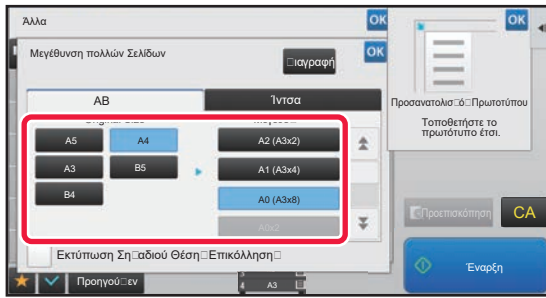 Άλλα
OK
Μεγέθυνση πολλών Σελίδων
□ιαγραφή
OK
OK
AB
Ίντσα
A5
A4
A3
B5
B4
A2 (A3x2)
A1 (A3x4)
A0 (A3x8)
A0x2
Εκτύπωση Ση□αδιού Θέση□Επικόλληση□
Προσανατολισ□ό□Πρωτοτύπου
Τοποθετήστε το
πρωτότυπο έτσι.
Προεπισκόπηση
CA
Έναρξη
Προηγού□εν
4 A3